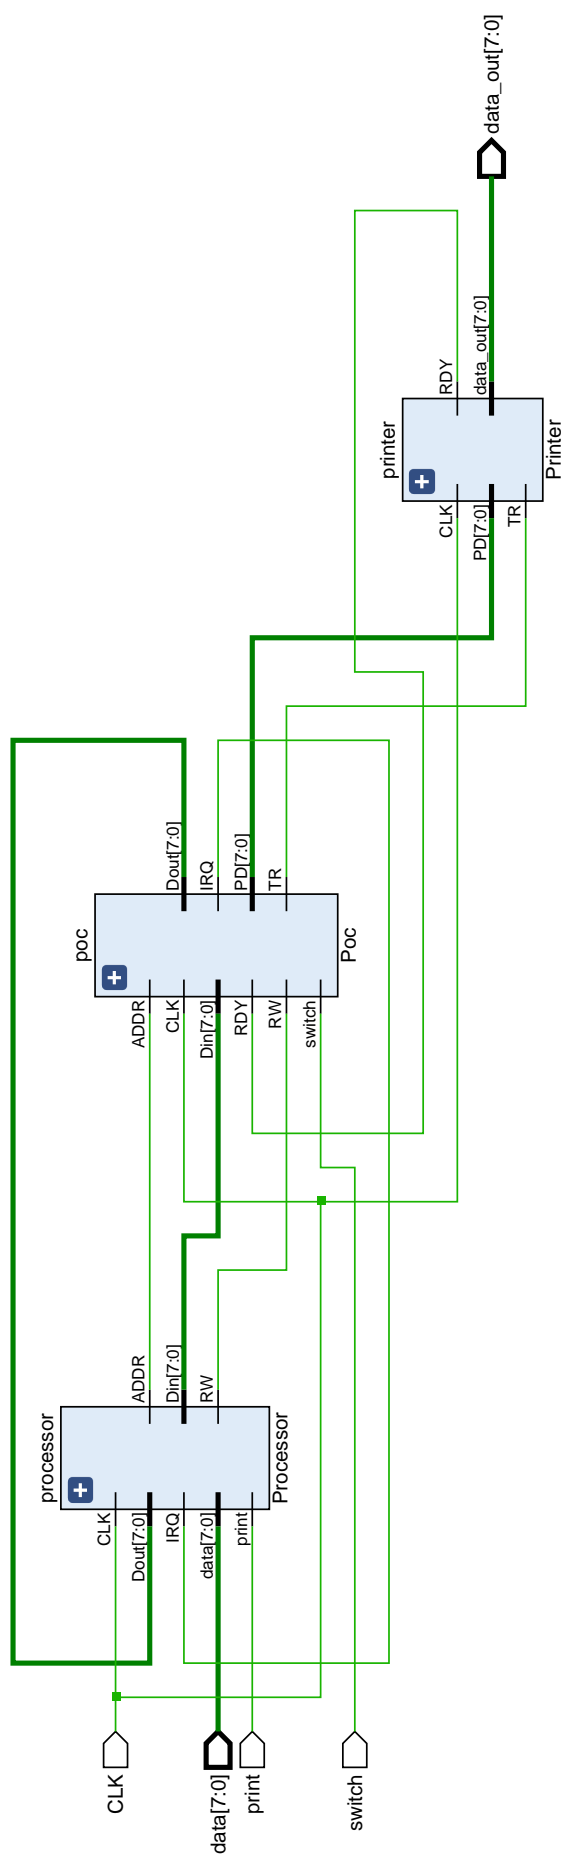 CLK
data[7:0]
print
switch
processor
CLK
Dout[7:0]
IRQ
data[7:0]
print
ADDR
Din[7:0]
RW
Processor
poc
ADDR
CLK
Din[7:0]
RDY
RW
switch
Dout[7:0]
IRQ
PD[7:0]
TR
Poc
printer
CLK
PD[7:0]
TR
RDY
data_out[7:0]
Printer
data_out[7:0]